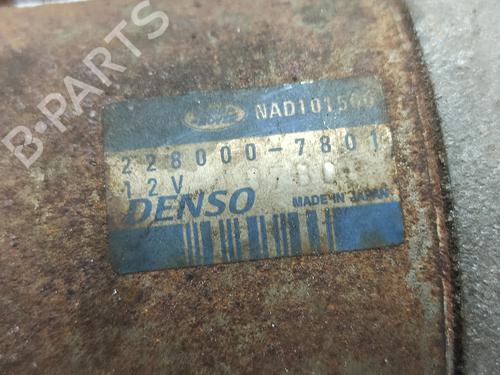 B-PARTS
NAD101500
228000-7801
12V
DENSO
MADE IN JAPAN